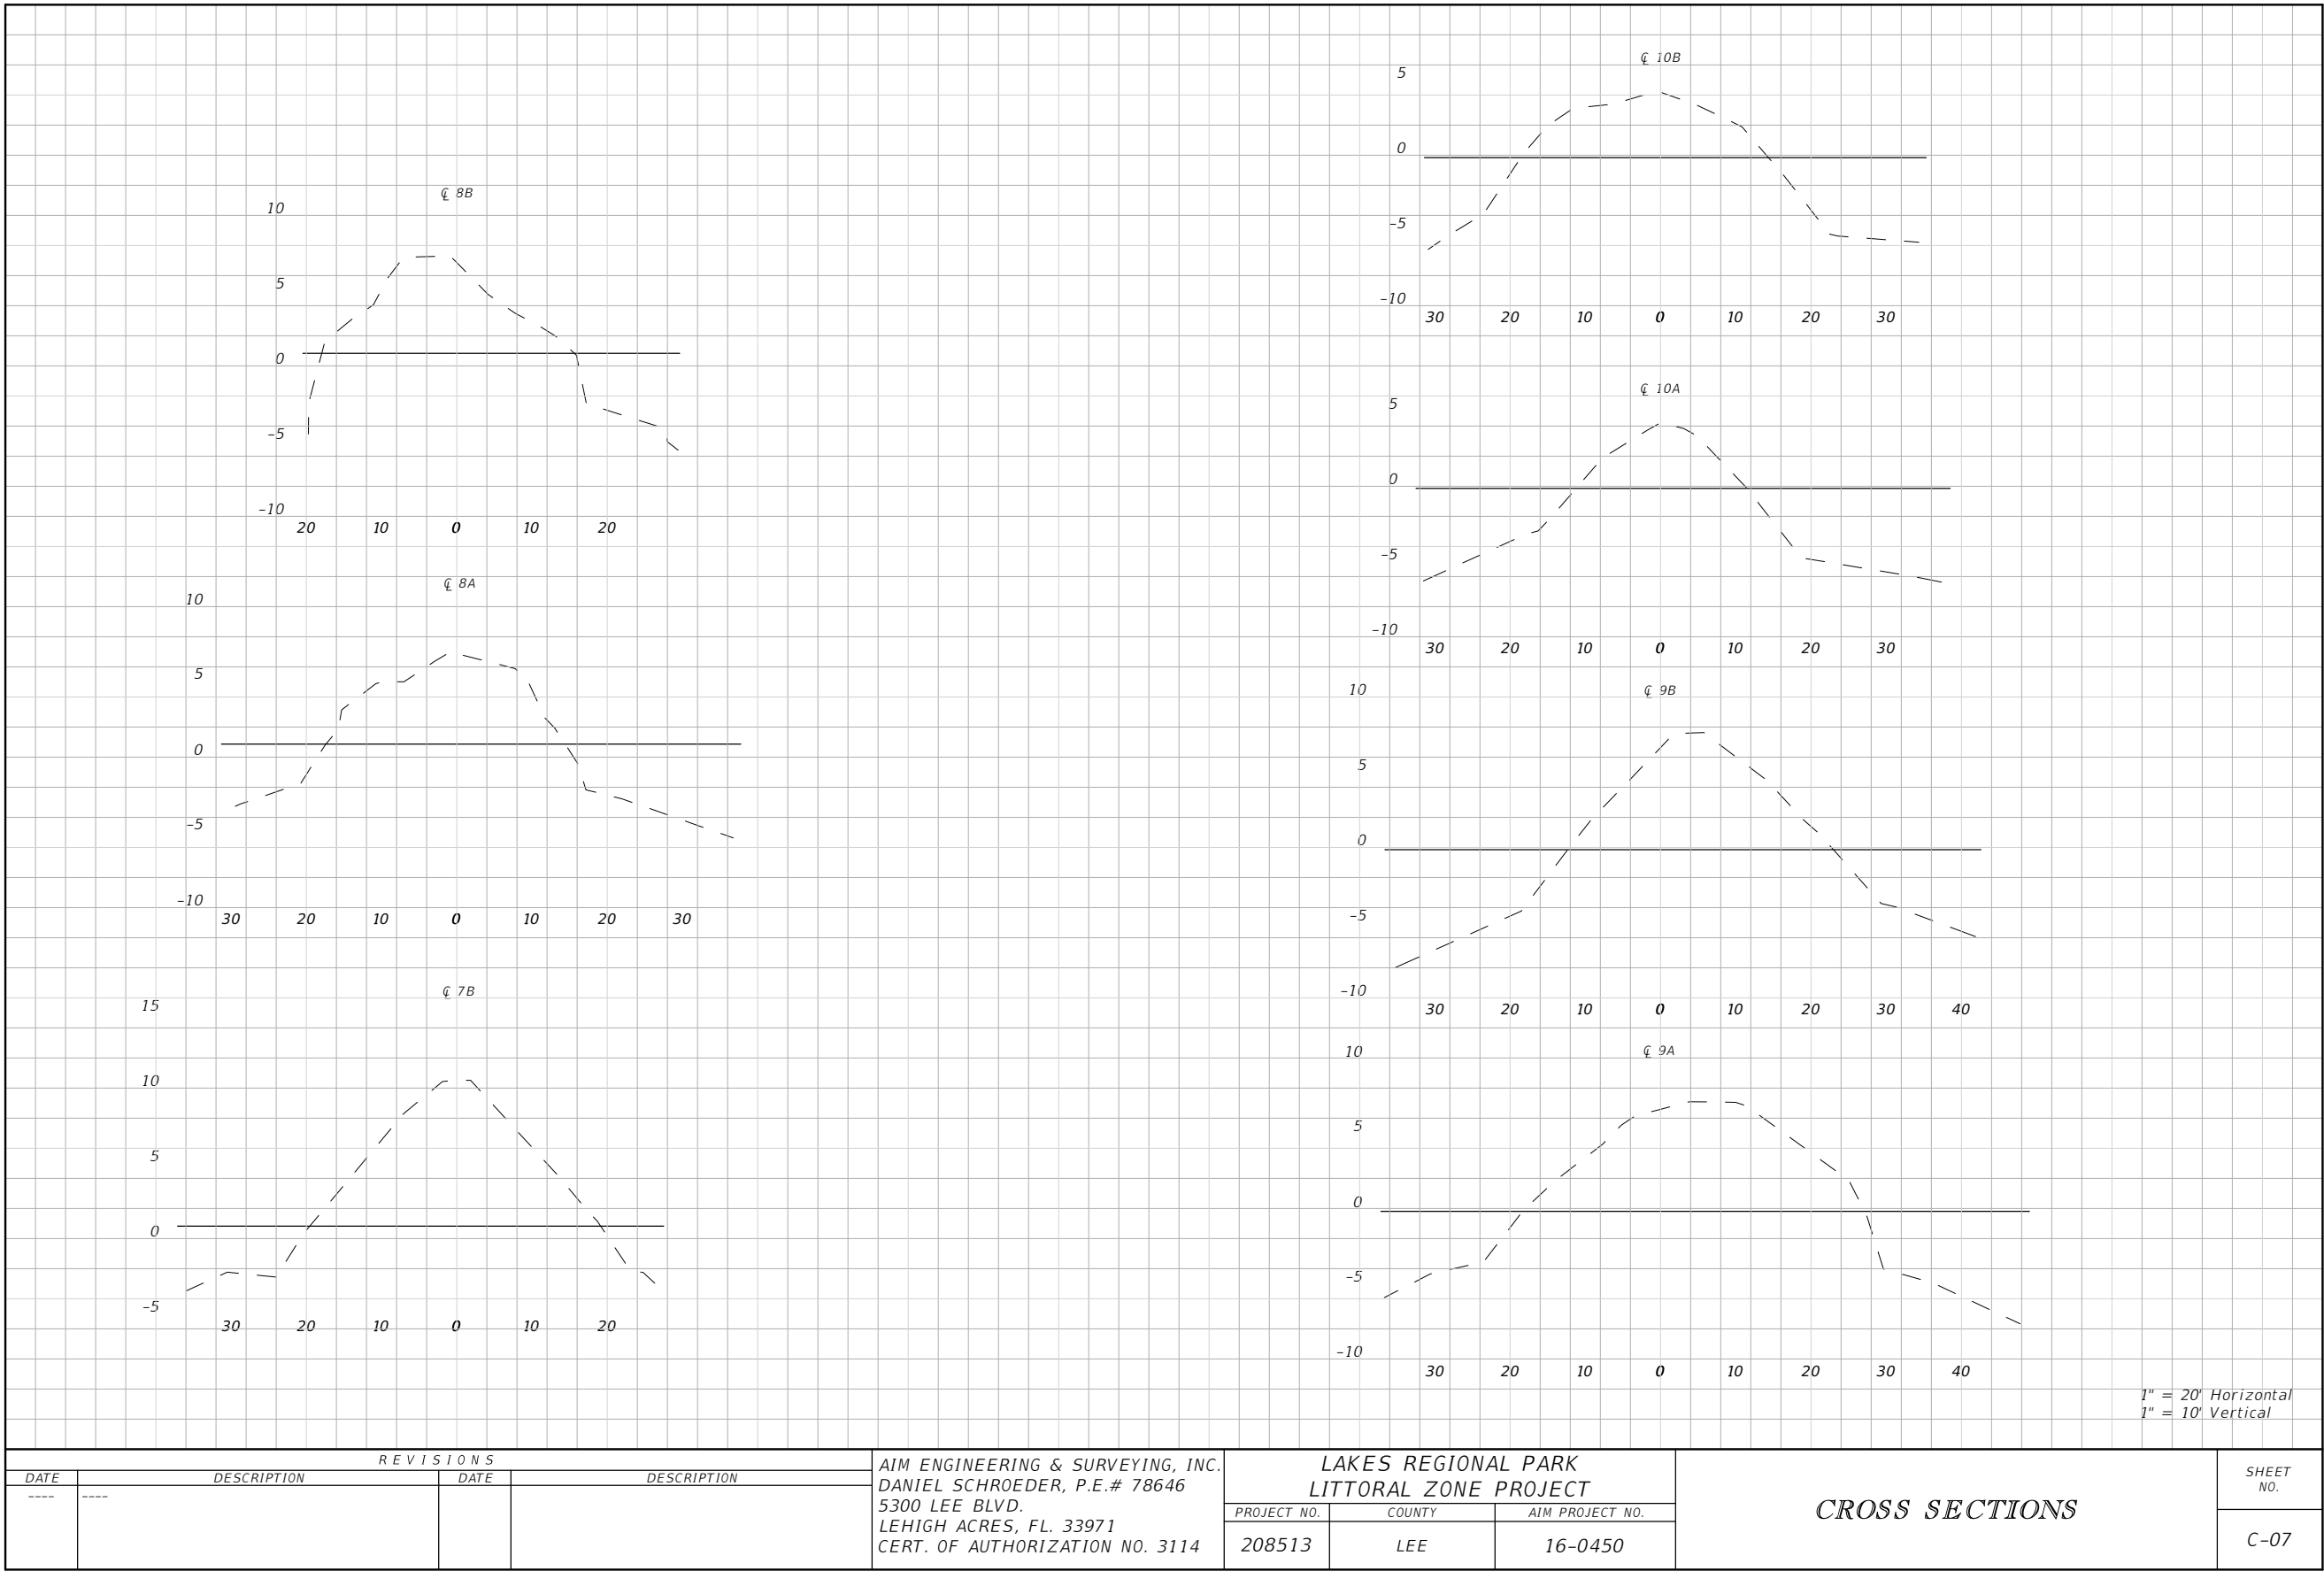 ℄ 8B
10
5
0
-5
-10
20 10 0 10 20
℄ 8A
10
5
0
-5
-10
30 20 10 0 10 20 30
℄ 7B
15
10
5
0
-5
30 20 10 0 10 20
℄ 10B
5
0
-5
-10
30 20 10 0 10 20 30
℄ 10A
5
0
-5
-10
30 20 10 0 10 20 30
℄ 9B
10
5
0
-5
-10
30 20 10 0 10 20 30 40
℄ 9A
10
5
0
-5
-10
30 20 10 0 10 20 30 40
1" = 20' Horizontal
1" = 10' Vertical
REVISIONS
DATE DESCRIPTION DATE DESCRIPTION
---- ----
AIM ENGINEERING & SURVEYING, INC.
DANIEL SCHROEDER, P.E.# 78646
5300 LEE BLVD.
LEHIGH ACRES, FL. 33971
CERT. OF AUTHORIZATION NO. 3114
LAKES REGIONAL PARK
LITTORAL ZONE PROJECT
PROJECT NO. COUNTY AIM PROJECT NO.
208513 LEE 16-0450
CROSS SECTIONS
SHEET
NO.
C-07